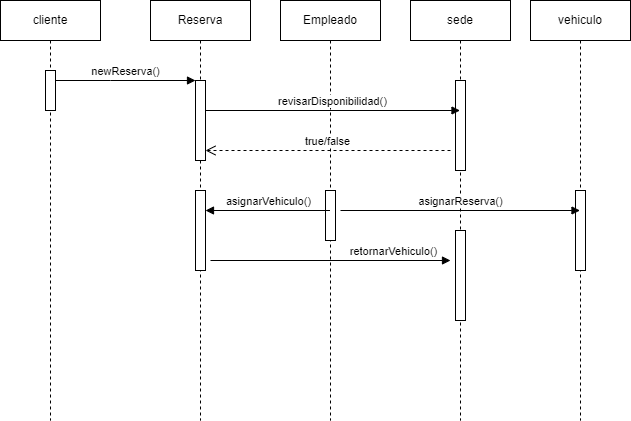 cliente
Reserva
Empleado
sede
vehiculo
newReserva()
revisarDisponibilidad()
true/false
asignarVehiculo()
asignarReserva()
retornarVehiculo()